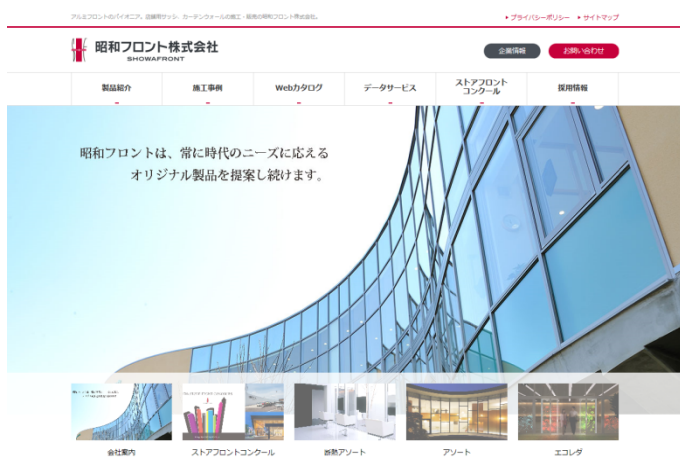 アルミフロントのパイオニア。店舗用サッシ、カーテンウォールの施工・販売の昭和フロント株式会社。
プライバシーポリシー
サイトマップ
昭和フロント株式会社
SHOWAFRONT
企業情報
お問い合わせ
製品紹介
施工事例
Webカタログ
データサービス
ストアフロント
コンクール
採用情報
昭和フロントは、常に時代のニーズに応える
オリジナル製品を提案し続けます。
会社案内
ストアフロントコンクール
断熱アソート
アソート
エコレダ